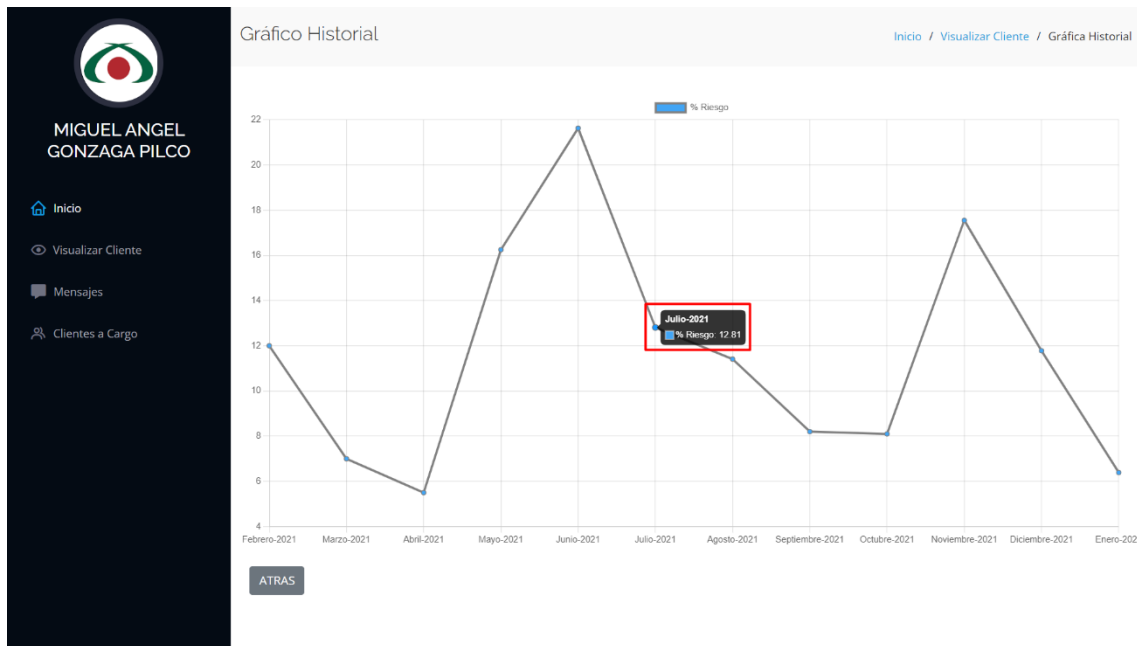 Gráfico Historial
Inicio / Visualizar Cliente / Gráfica Historial
MIGUEL ANGEL
GONZAGA PILCO
Inicio
Visualizar Cliente
Mensajes
Clientes a Cargo
% Riesgo
22
20
18
16
14
12
10
8
6
4
Julio-2021
% Riesgo: 12.81
Febrero-2021 Marzo-2021 Abril-2021 Mayo-2021 Junio-2021 Julio-2021 Agosto-2021 Septiembre-2021 Octubre-2021 Noviembre-2021 Diciembre-2021 Enero-202
ATRAS